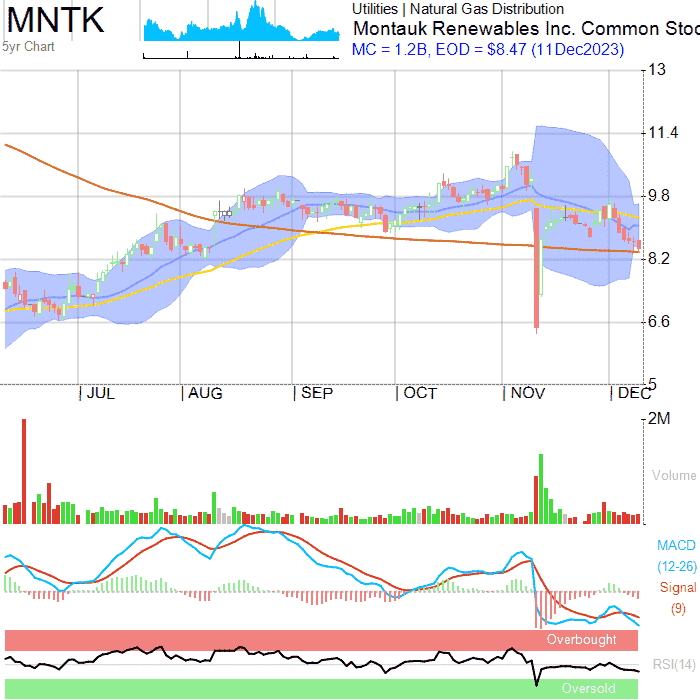 MNTK
5yr Chart
Utilities | Natural Gas Distribution
Montauk Renewables Inc. Common Stoc
MC = 1.2B, EOD = $8.47 (11Dec2023)
13
11.4
9.8
8.2
6.6
5
| JUL | AUG | SEP | OCT | NOV | DEC
2M
Volume
MACD
(12-26)
Signal
(9)
Overbought
RSI(14)
Oversold